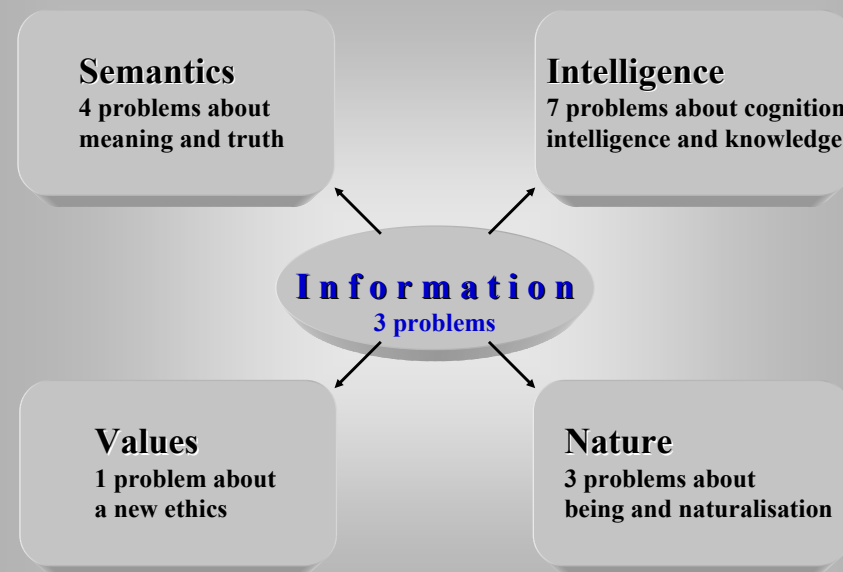 Semantics
4 problems about
meaning and truth
Intelligence
7 problems about cognition
intelligence and knowledge
I n f o r m a t i o n
3 problems
Values
1 problem about
a new ethics
Nature
3 problems about
being and naturalisation